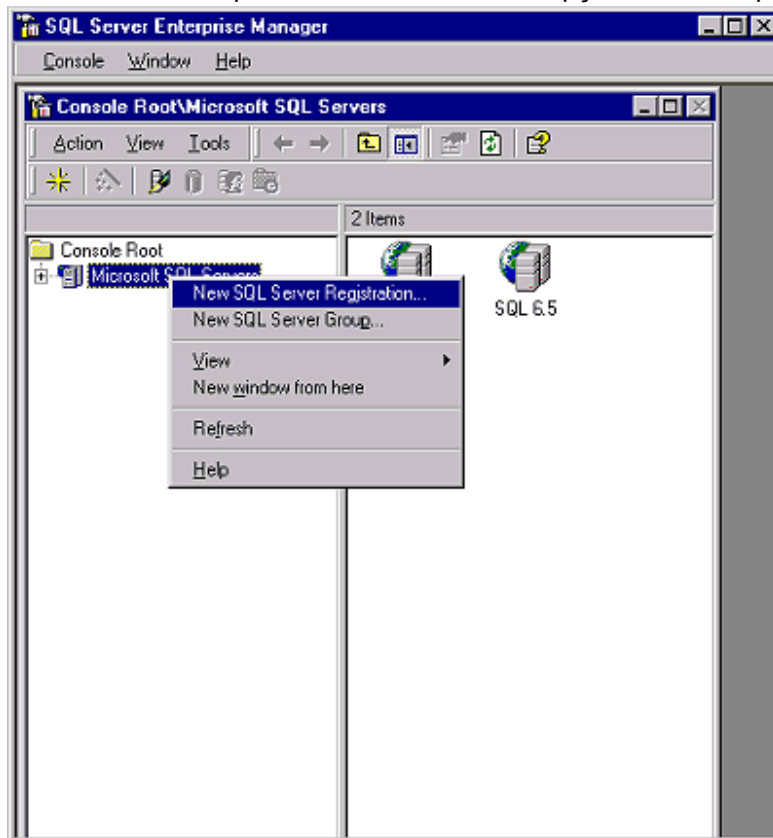 SQL Server Enterprise Manager
Console Window Help
Console Root\Microsoft SQL Servers
Action View Tools
2 Items
Console Root
Microsoft SQL Servers
New SQL Server Registration...
New SQL Server Group...
View
New window from here
Refresh
Help
SQL 6.5